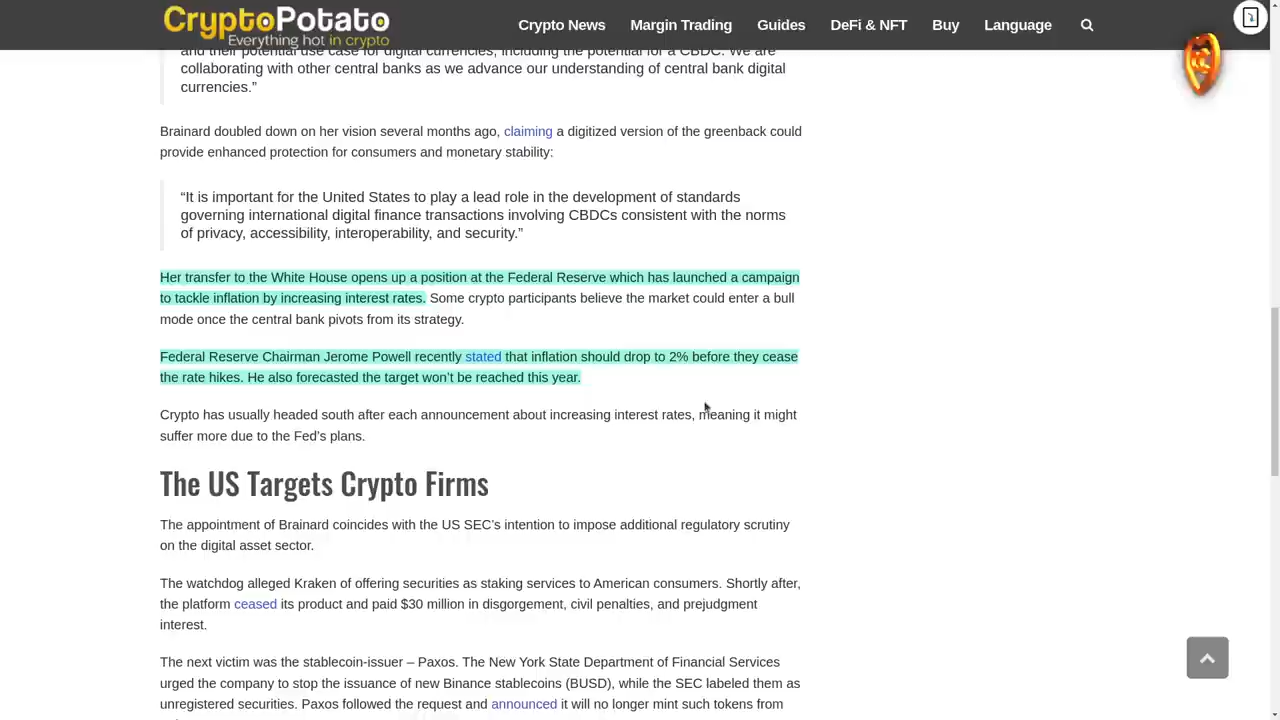 CryptoPotato
Everything hot in crypto
Crypto News Margin Trading Guides DeFi & NFT Buy Language
and their potential use case for digital currencies, including the potential for a CBDC. We are
collaborating with other central banks as we advance our understanding of central bank digital
currencies.”
Brainard doubled down on her vision several months ago, claiming a digitized version of the greenback could
provide enhanced protection for consumers and monetary stability:
“It is important for the United States to play a lead role in the development of standards
governing international digital finance transactions involving CBDCs consistent with the norms
of privacy, accessibility, interoperability, and security.”
Her transfer to the White House opens up a position at the Federal Reserve which has launched a campaign
to tackle inflation by increasing interest rates. Some crypto participants believe the market could enter a bull
mode once the central bank pivots from its strategy.
Federal Reserve Chairman Jerome Powell recently stated that inflation should drop to 2% before they cease
the rate hikes. He also forecasted the target won’t be reached this year.
Crypto has usually headed south after each announcement about increasing interest rates, meaning it might
suffer more due to the Fed’s plans.
The US Targets Crypto Firms
The appointment of Brainard coincides with the US SEC’s intention to impose additional regulatory scrutiny
on the digital asset sector.
The watchdog alleged Kraken of offering securities as staking services to American consumers. Shortly after,
the platform ceased its product and paid $30 million in disgorgement, civil penalties, and prejudgment
interest.
The next victim was the stablecoin-issuer – Paxos. The New York State Department of Financial Services
urged the company to stop the issuance of new Binance stablecoins (BUSD), while the SEC labeled them as
unregistered securities. Paxos followed the request and announced it will no longer mint such tokens from